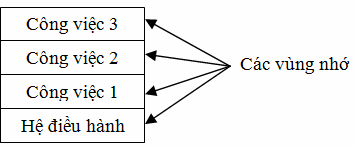 Công việc 3
Công việc 2
Các vùng nhớ
Công việc 1
Hệ điều hành